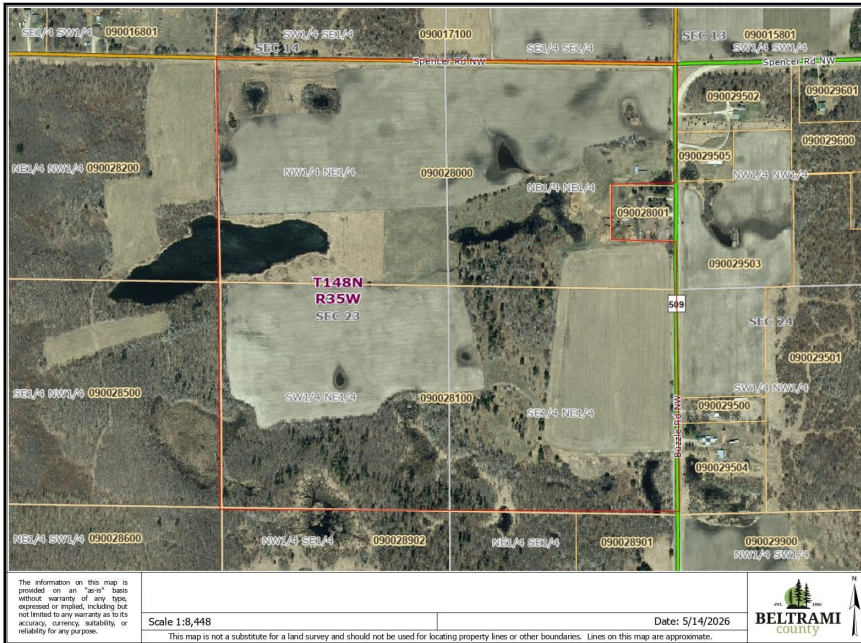 SE1/4 SW1/4 090016801
SW1/4 SE1/4
090017100
SEC 14
SE1/4 SE1/4
SEC 13
090015801
SW1/4 SW1/4
Spencer Rd NW
Spencer Rd NW
090029502
090029601
090029505
090029600
NE1/4 NW1/4 090028200
NW1/4 NE1/4
090028000
NE1/4 NE1/4
NW1/4 NW1/4
090028001
090029503
T148N
R35W
SEC 23
509
SEC 24
090029501
SE1/4 NW1/4 090028500
SW1/4 NE1/4
090028100
SE1/4 NE1/4
SW1/4 NW1/4
090029500
Buzzle Rd NW
090029504
NE1/4 SW1/4
090028600
NW1/4 SE1/4
090028902
NE1/4 SE1/4
090028901
090029900
NW1/4 SW1/4
The information on this map is
provided on an "as-is" basis
without warranty of any type,
expressed or implied, including but
not limited to any warranty as to its
accuracy, currency, suitability, or
reliability for any purpose.
Scale 1:8,448
Date: 5/14/2026
This map is not a substitute for a land survey and should not be used for locating property lines or other boundaries. Lines on this map are approximate.
EST. 1866
BELTRAMI
county
N